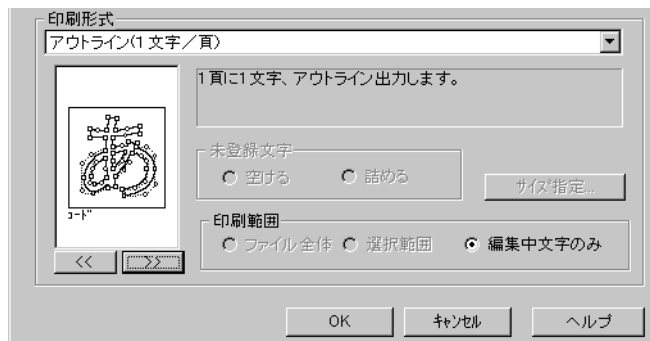 印刷形式
アウトライン(1文字／頁)
1頁に1文字、アウトライン出力します。
あ
コード
未登録文字
空ける
詰める
サイズ指定...
印刷範囲
ファイル全体
選択範囲
編集中文字のみ
<<
>>
OK
キャンセル
ヘルプ